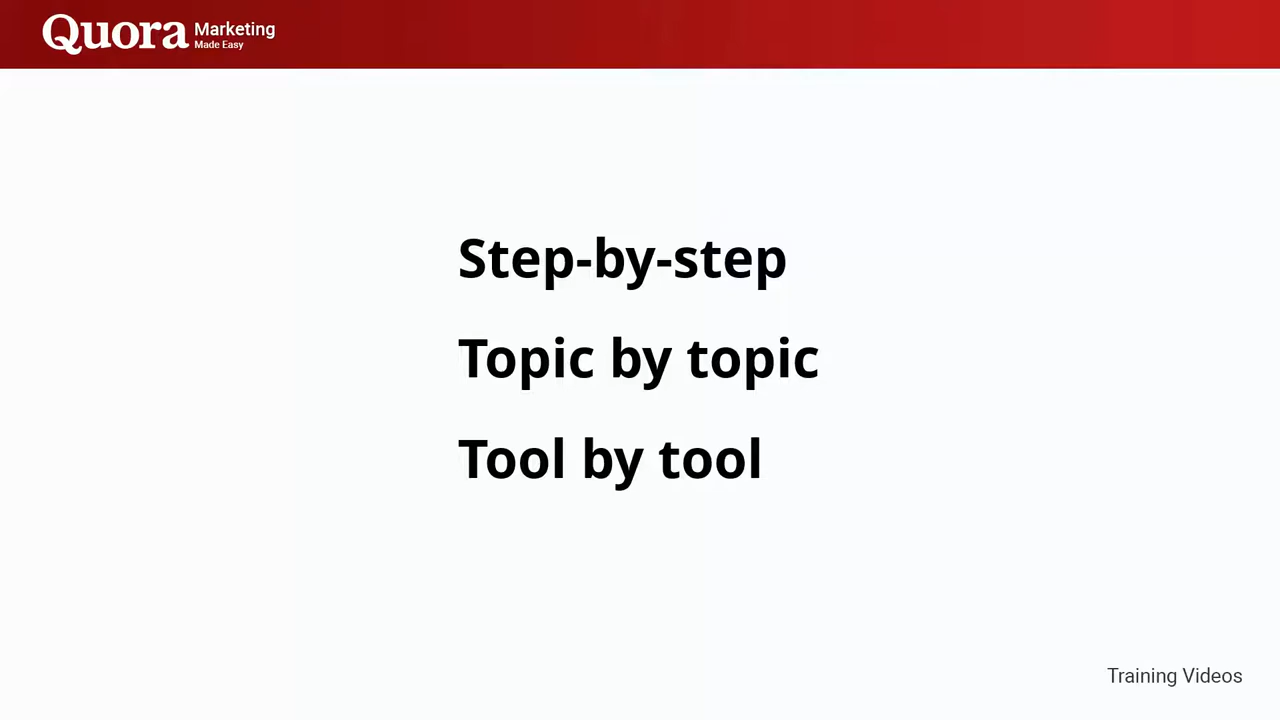 Quora Marketing
Made Easy
Step-by-step
Topic by topic
Tool by tool
Training Videos